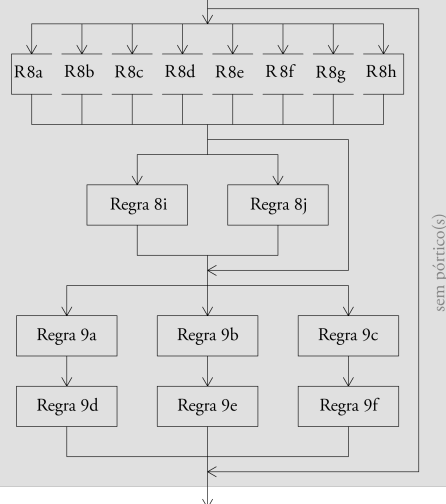 R8a R8b R8c R8d R8e R8f R8g R8h
Regra 8i Regra 8j
sem pórtico(s)
Regra 9a Regra 9b Regra 9c
Regra 9d Regra 9e Regra 9f